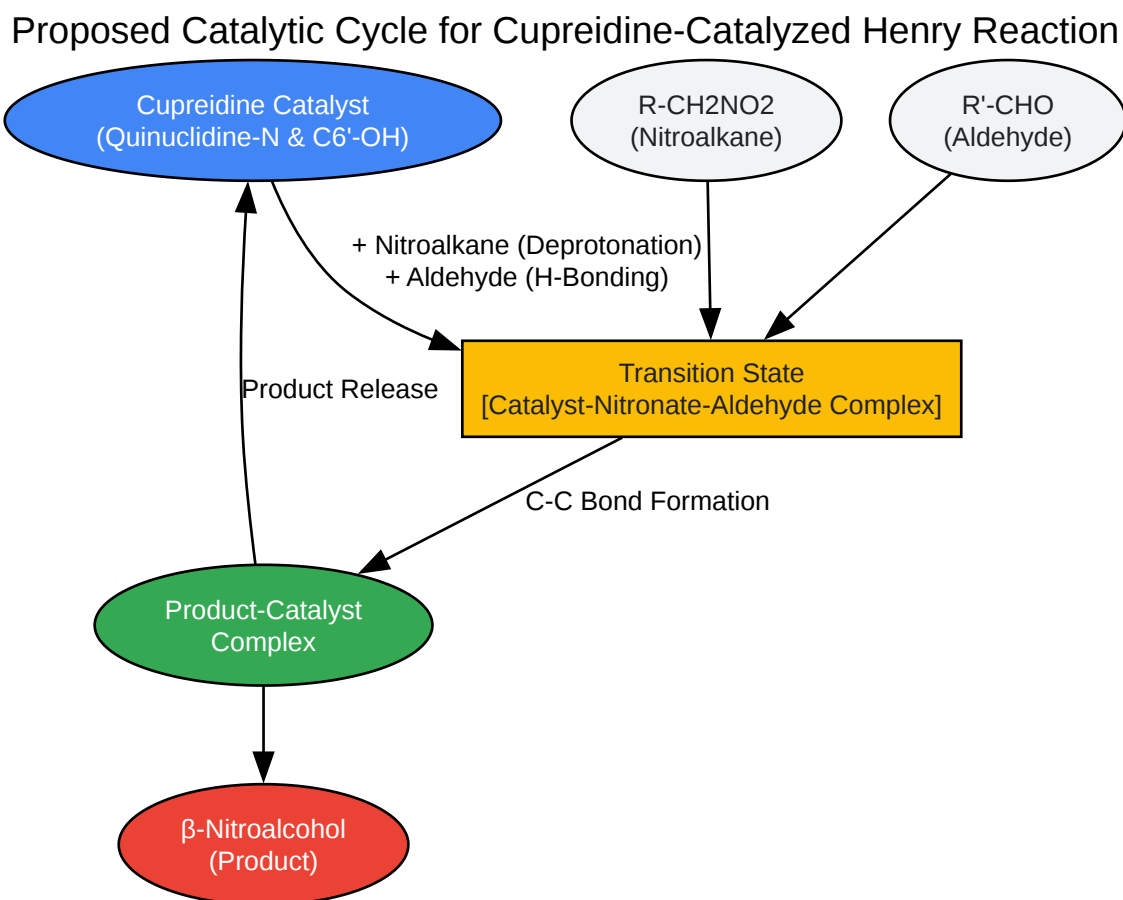 Proposed Catalytic Cycle for Cupreidine-Catalyzed Henry Reaction
Cupreidine Catalyst
(Quinuclidine-N & C6'-OH)
R-CH2NO2
(Nitroalkane)
R'-CHO
(Aldehyde)
+ Nitroalkane (Deprotonation)
+ Aldehyde (H-Bonding)
Transition State
[Catalyst-Nitronate-Aldehyde Complex]
Product Release
C-C Bond Formation
Product-Catalyst
Complex
β-Nitroalcohol
(Product)